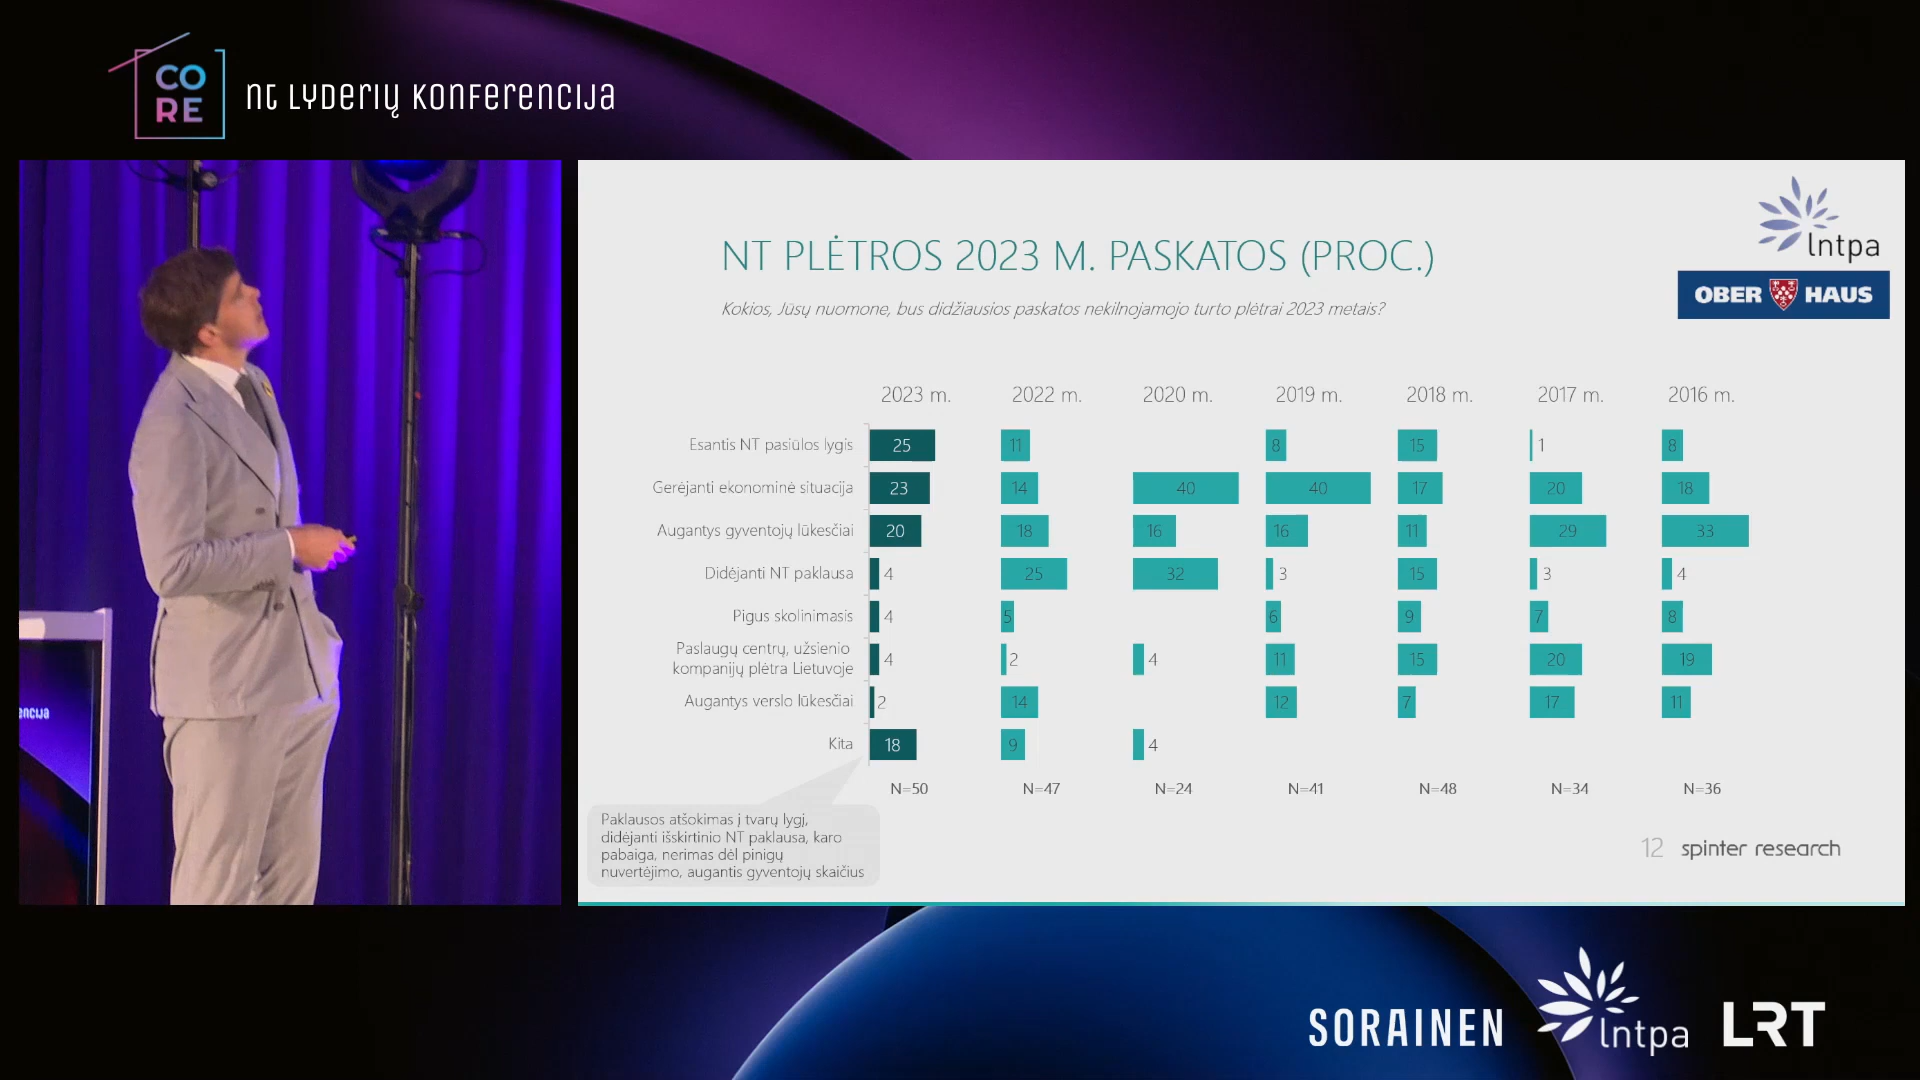 CO
RE
nt Lyderių Konferencija
lntpa
OBER HAUS
NT PLĖTROS 2023 M. PASKATOS (PROC.)
Kokios, Jūsų nuomone, bus didžiausios paskatos nekilnojamojo turto plėtrai 2023 metais?
2023 m. 2022 m. 2020 m. 2019 m. 2018 m. 2017 m. 2016 m.
Esantis NT pasiūlos lygis 25 11 8 15 1 8
Gerėjanti ekonominė situacija 23 14 40 40 17 20 18
Augantys gyventojų lūkesčiai 20 18 16 16 11 29 33
Didėjanti NT paklausa 4 25 32 3 15 3 4
Pigus skolinimasis 4 5 6 9 7 8
Paslaugų centrų, užsienio
kompanijų plėtra Lietuvoje 4 2 4 11 15 20 19
Augantys verslo lūkesčiai 2 14 12 7 17 11
Kita 18 9 4
N=50 N=47 N=24 N=41 N=48 N=34 N=36
Paklausos atšokimas į tvarų lygį,
didėjanti išskirtinio NT paklausa, karo
pabaiga, nerimas dėl pinigų
nuvertėjimo, augantis gyventojų skaičius
12 spinter research
encija
SORAINEN
lntpa
LRT